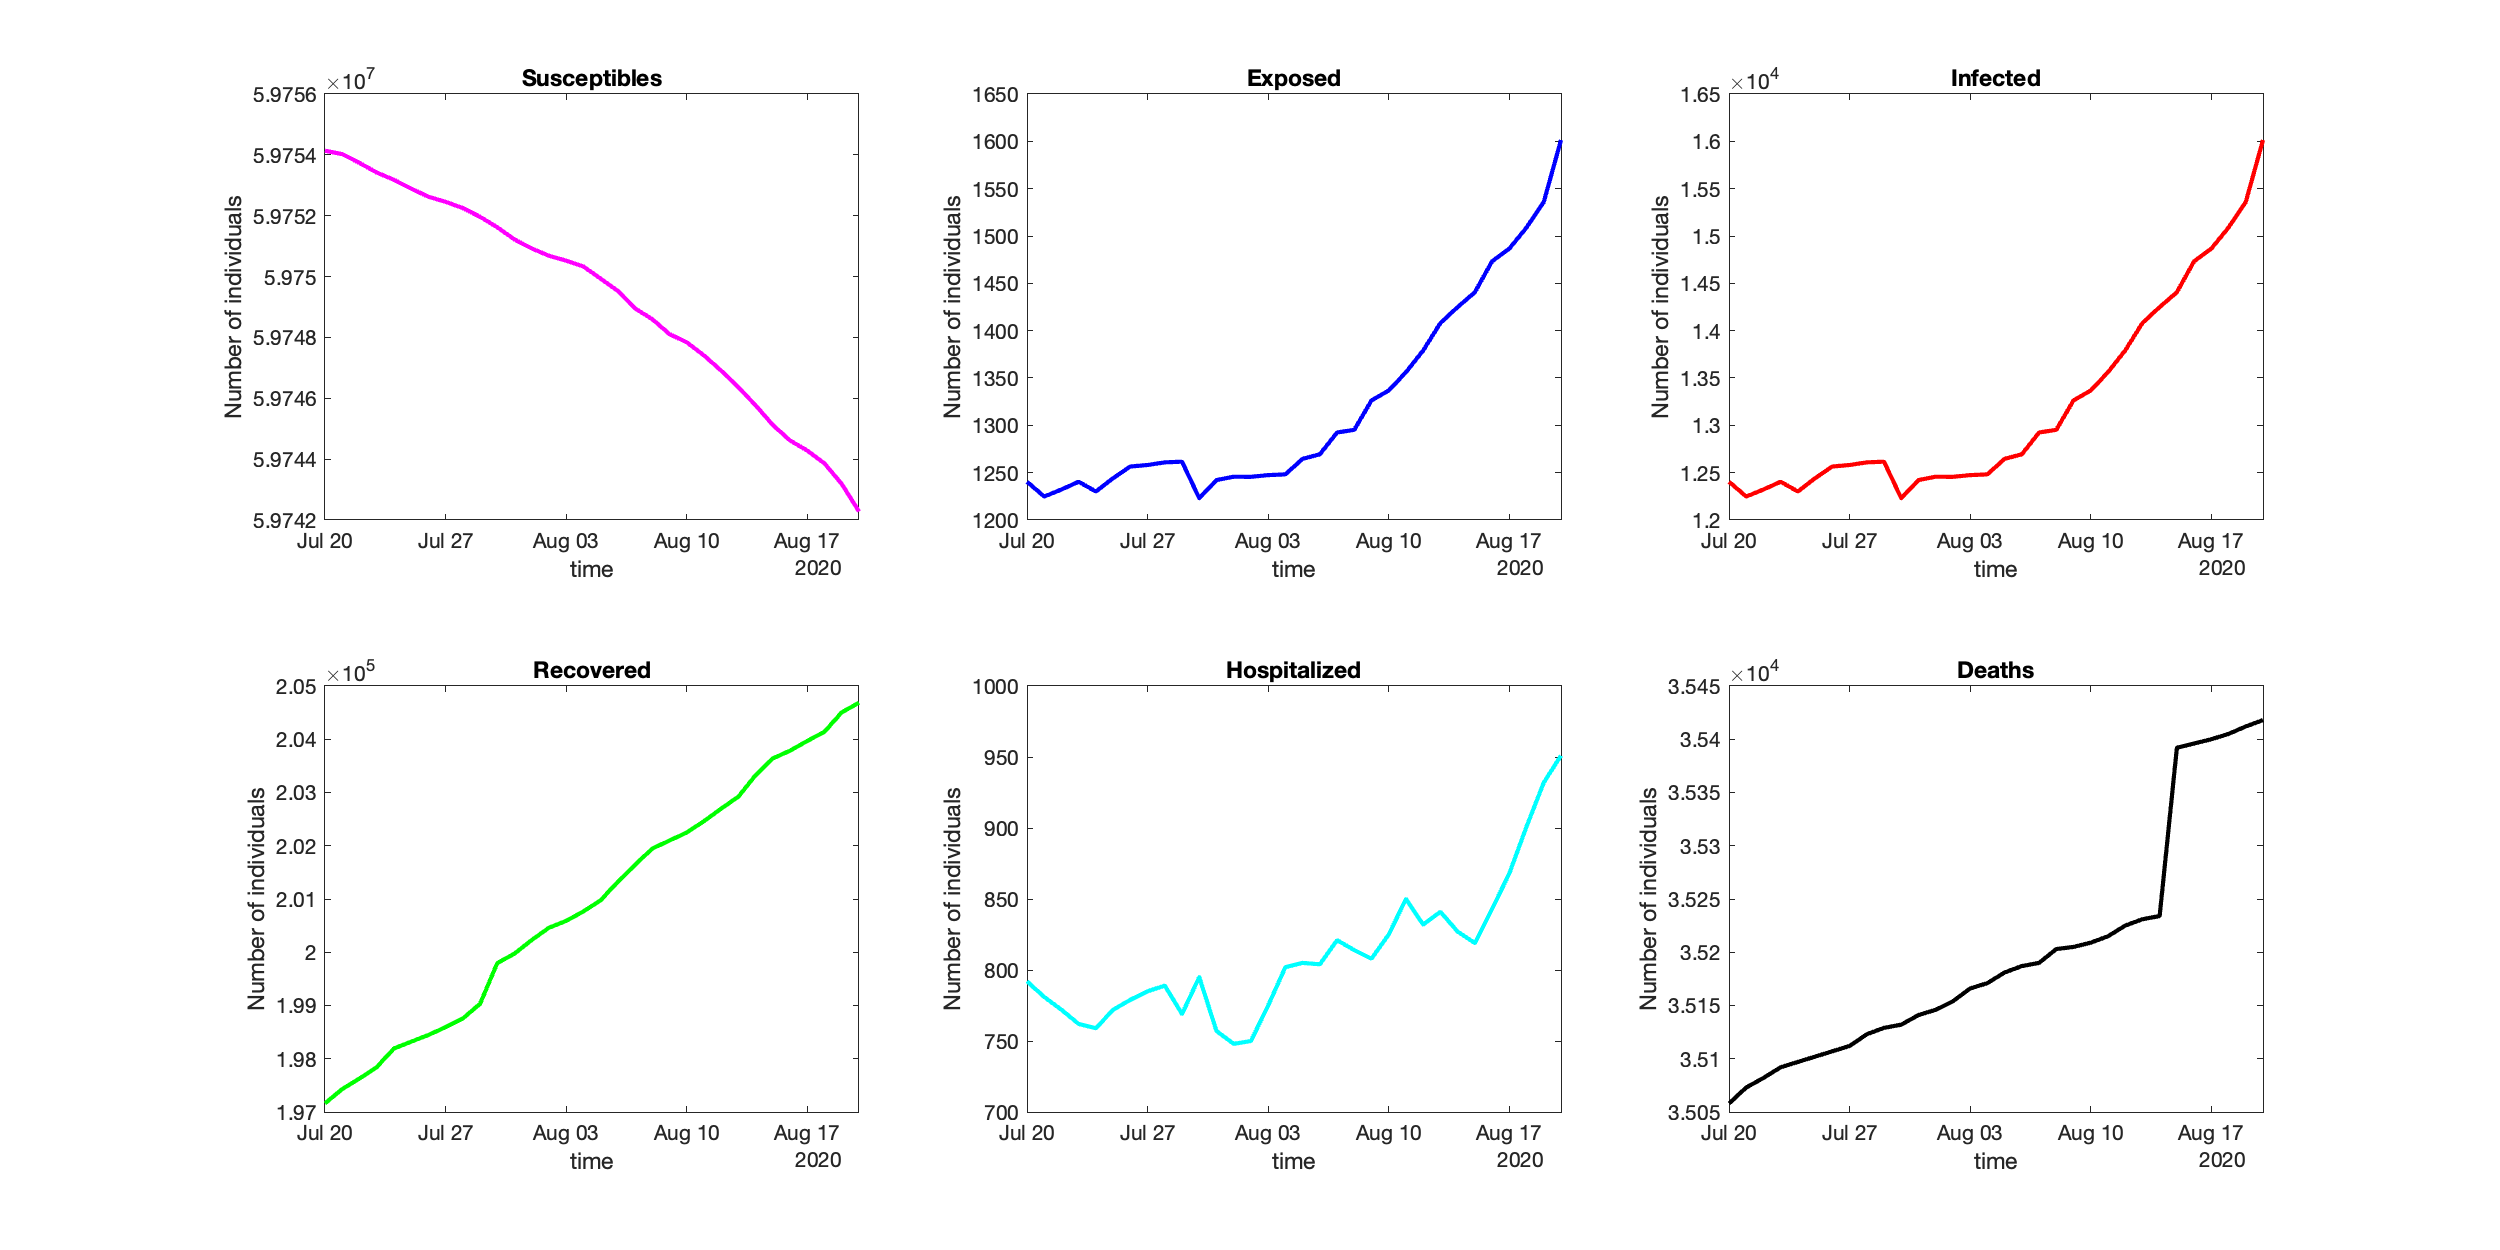 Susceptibles
×10^7
5.9756
5.9754
5.9752
5.975
5.9748
5.9746
5.9744
5.9742
Number of individuals
Jul 20 Jul 27 Aug 03 Aug 10 Aug 17
time 2020
Exposed
1650
1600
1550
1500
1450
1400
1350
1300
1250
1200
Number of individuals
Jul 20 Jul 27 Aug 03 Aug 10 Aug 17
time 2020
Infected
×10^4
1.65
1.6
1.55
1.5
1.45
1.4
1.35
1.3
1.25
1.2
Number of individuals
Jul 20 Jul 27 Aug 03 Aug 10 Aug 17
time 2020
Recovered
×10^5
2.05
2.04
2.03
2.02
2.01
2
1.99
1.98
1.97
Number of individuals
Jul 20 Jul 27 Aug 03 Aug 10 Aug 17
time 2020
Hospitalized
1000
950
900
850
800
750
700
Number of individuals
Jul 20 Jul 27 Aug 03 Aug 10 Aug 17
time 2020
Deaths
×10^4
3.545
3.54
3.535
3.53
3.525
3.52
3.515
3.51
3.505
Number of individuals
Jul 20 Jul 27 Aug 03 Aug 10 Aug 17
time 2020